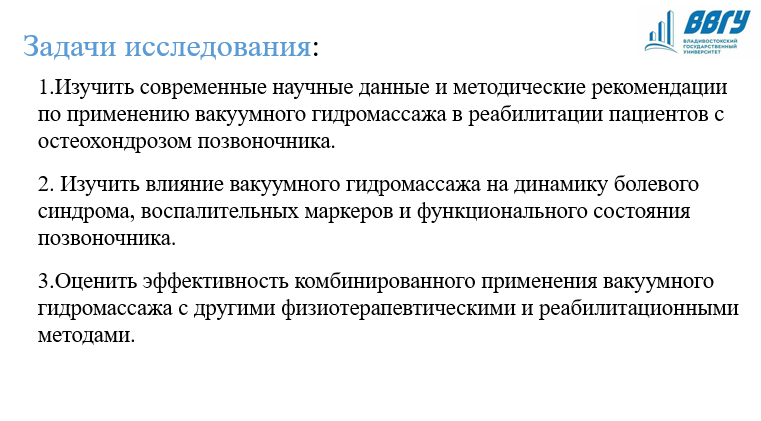 ВВГУ
ВЛАДИВОСТОКСКИЙ
ГОСУДАРСТВЕННЫЙ
УНИВЕРСИТЕТ
Задачи исследования:
1.Изучить современные научные данные и методические рекомендации
по применению вакуумного гидромассажа в реабилитации пациентов с
остеохондрозом позвоночника.
2. Изучить влияние вакуумного гидромассажа на динамику болевого
синдрома, воспалительных маркеров и функционального состояния
позвоночника.
3.Оценить эффективность комбинированного применения вакуумного
гидромассажа с другими физиотерапевтическими и реабилитационными
методами.